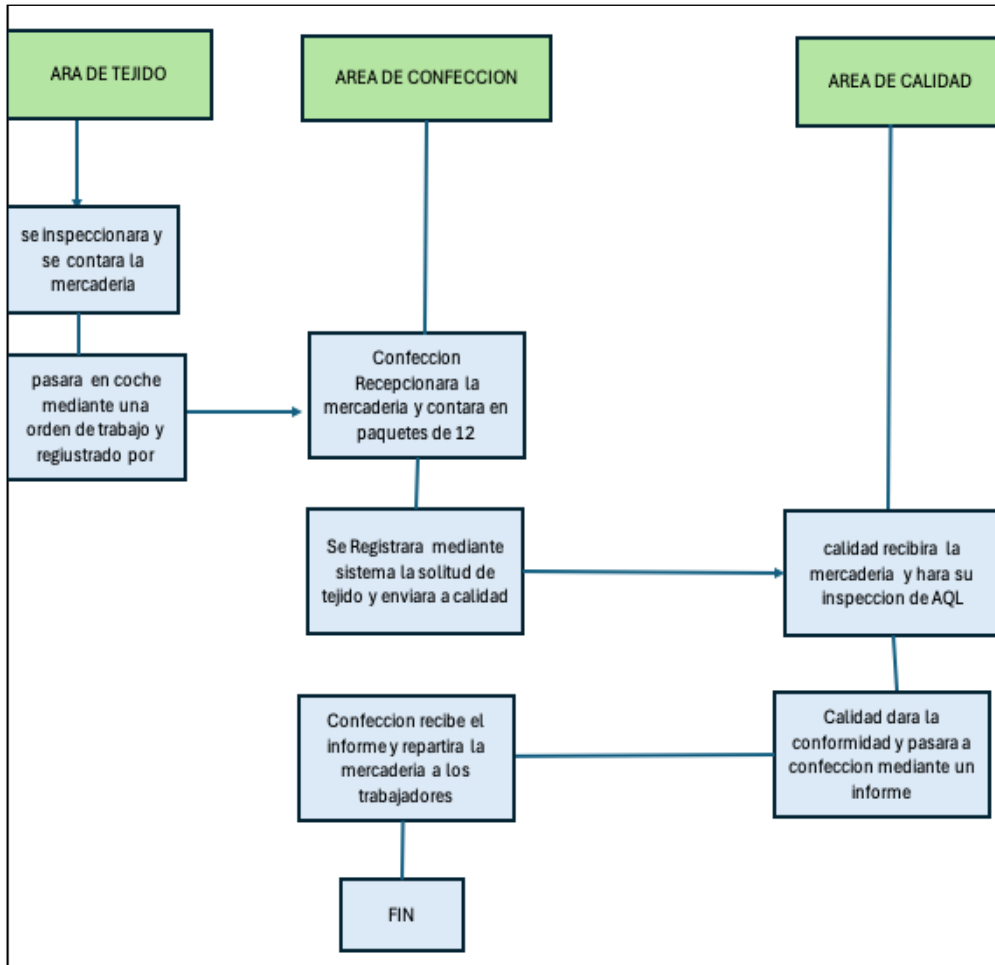 ARA DE TEJIDO
AREA DE CONFECCION
AREA DE CALIDAD
se inspeccionara y
se contara la
mercaderia
pasara en coche
mediante una
orden de trabajo y
regiustrado por
Confeccion
Recepcionara la
mercaderia y contara en
paquetes de 12
Se Registrara mediante
sistema la solitud de
tejido y enviara a calidad
calidad recibira la
mercaderia y hara su
inspeccion de AQL
Calidad dara la
conformidad y pasara a
confeccion mediante un
informe
Confeccion recibe el
informe y repartira la
mercaderia a los
trabajadores
FIN